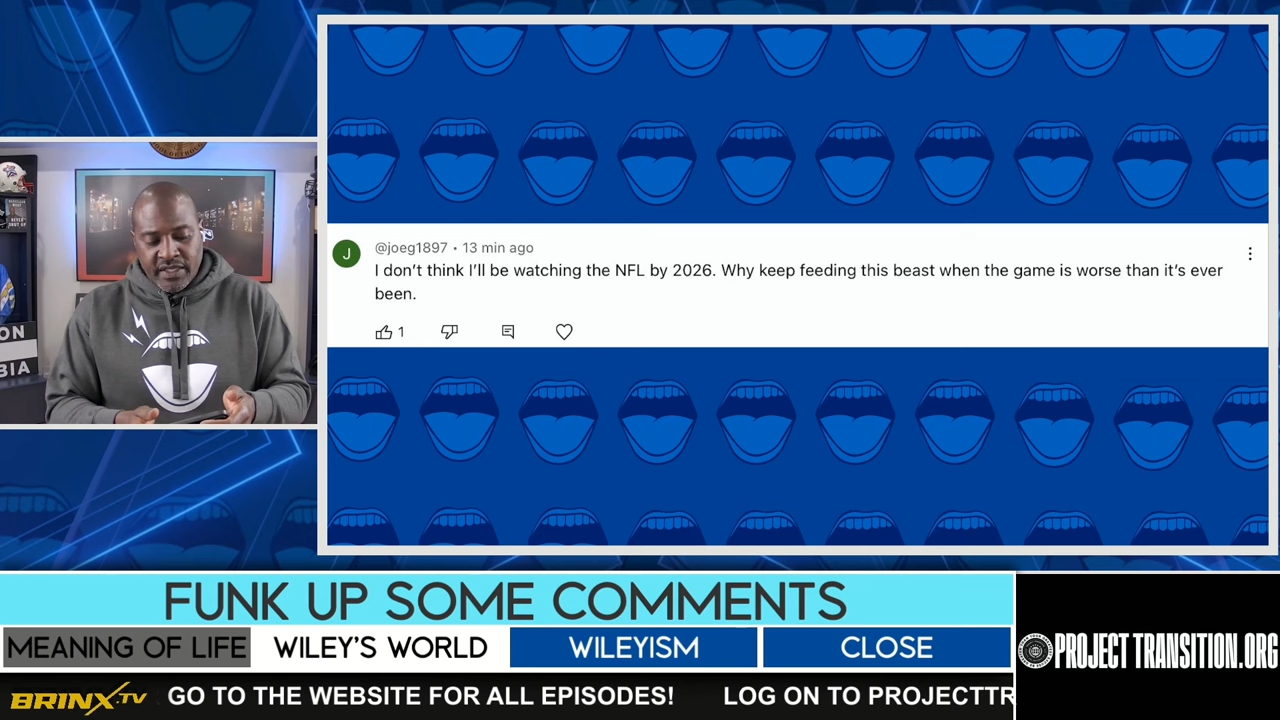 J
@joeg1897 • 13 min ago
I don't think I'll be watching the NFL by 2026. Why keep feeding this beast when the game is worse than it's ever
been.
1
ON
BIA
FUNK UP SOME COMMENTS
MEANING OF LIFE
WILEY'S WORLD
WILEYISM
CLOSE
PROJECT TRANSITION.ORG
BRINX.TV
GO TO THE WEBSITE FOR ALL EPISODES!
LOG ON TO PROJECTTR